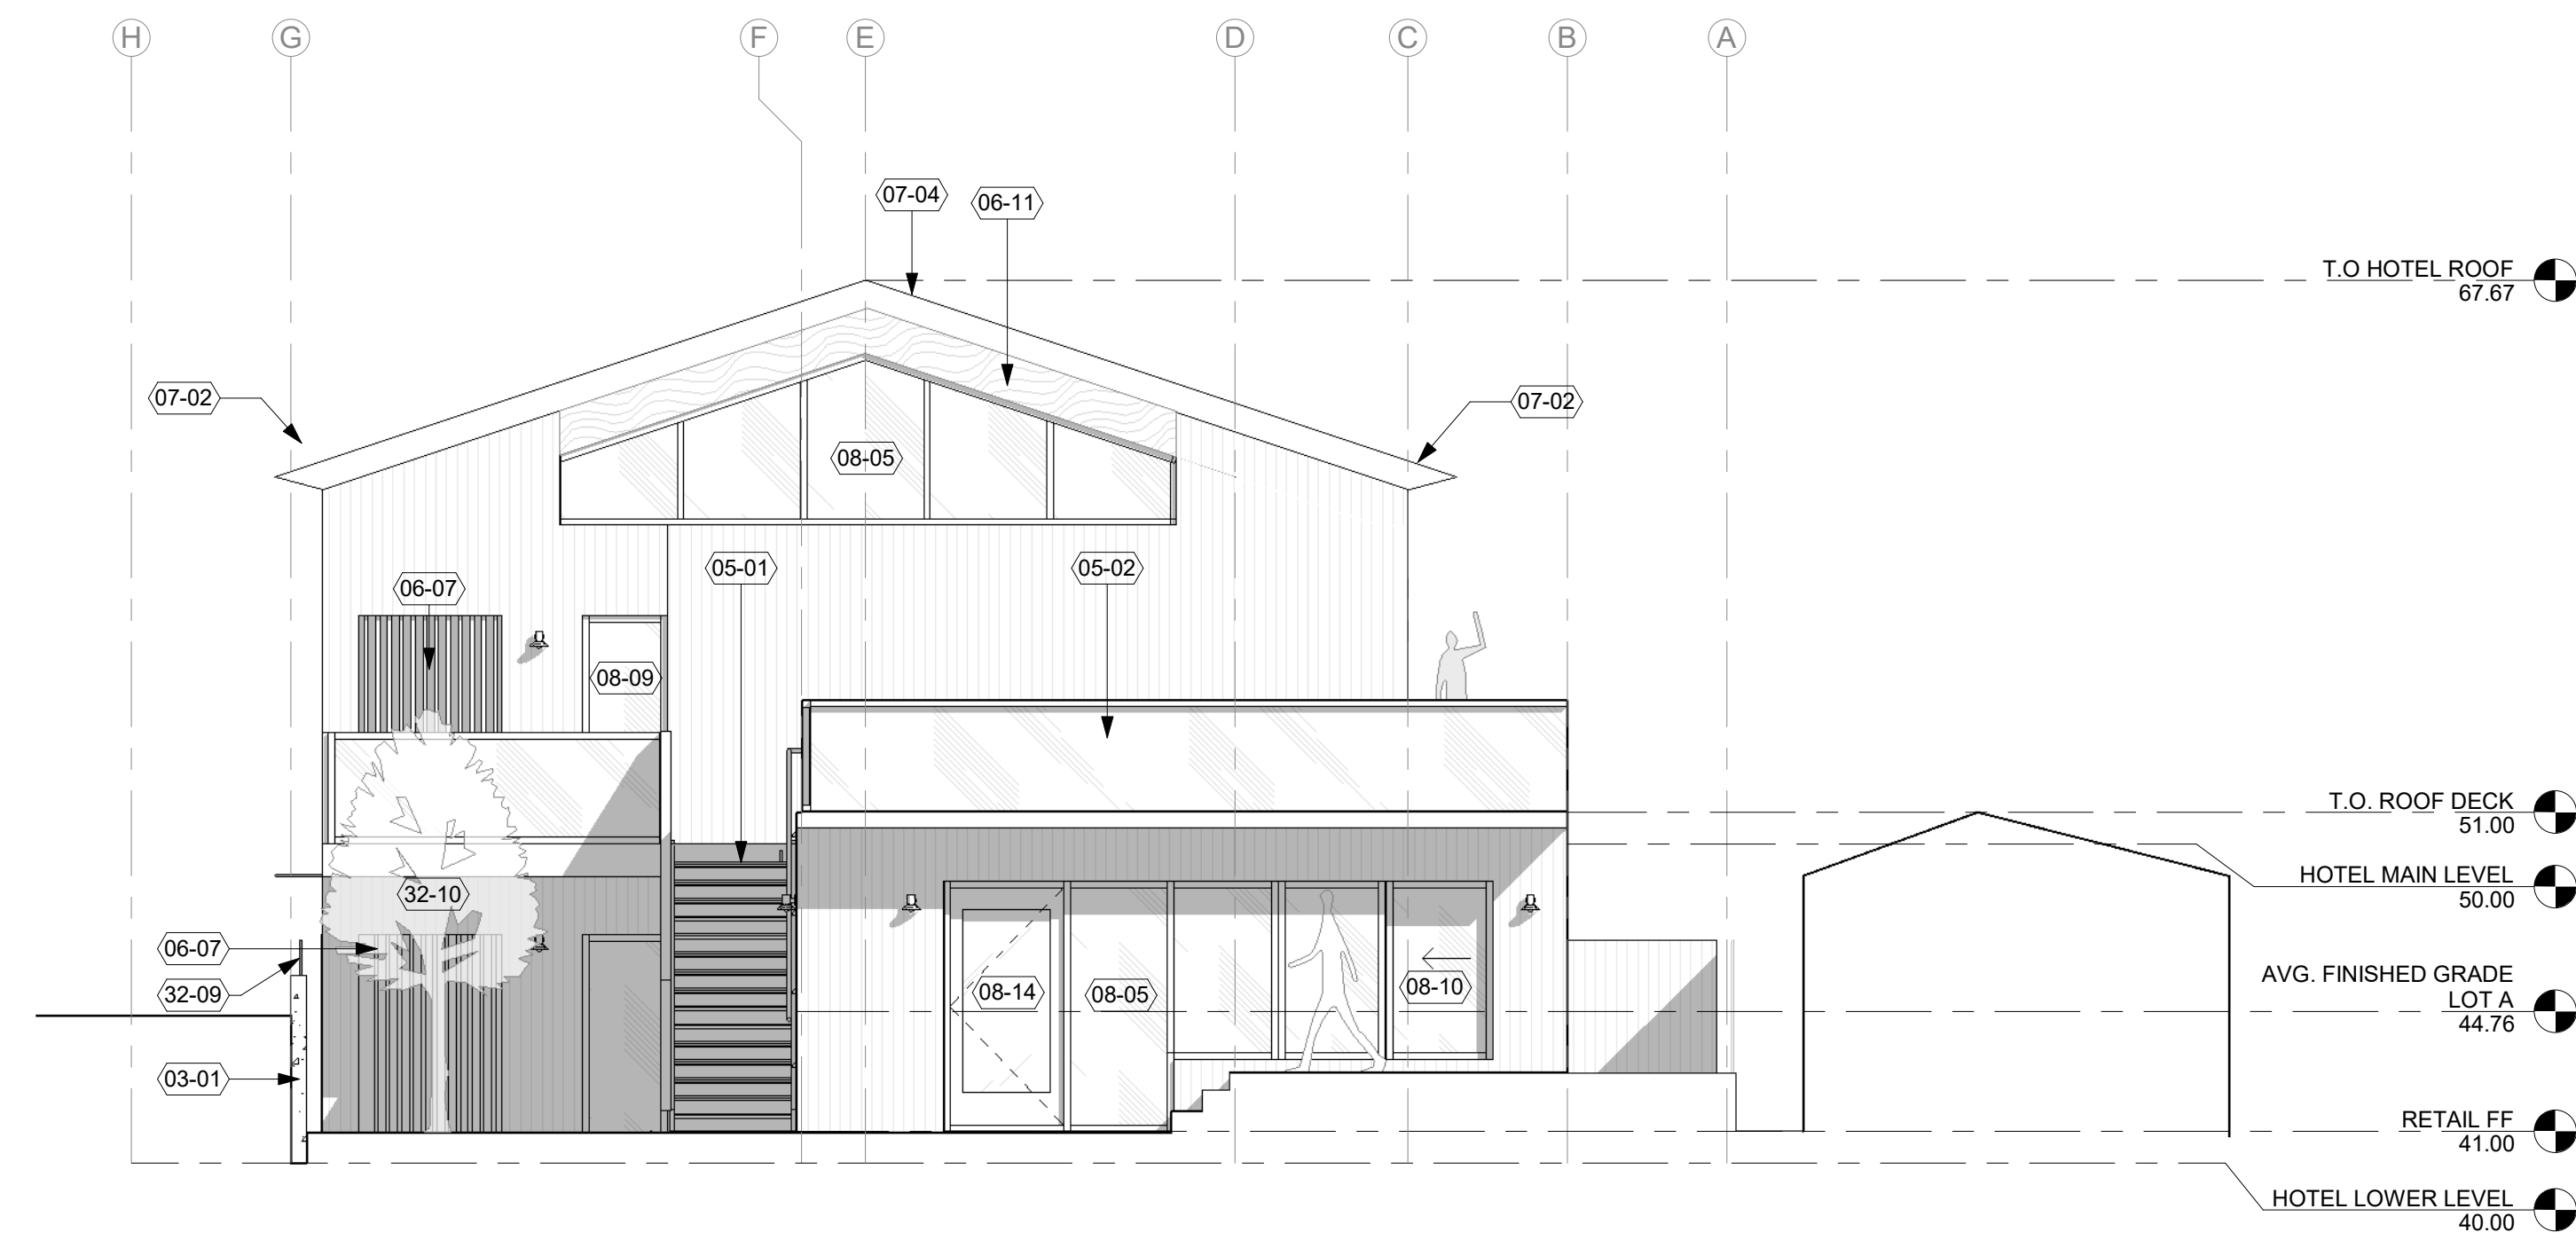 H
G
F
E
D
C
B
A
07-04
06-11
T.O HOTEL ROOF
67.67
07-02
07-02
08-05
05-01
05-02
06-07
08-09
T.O. ROOF DECK
51.00
HOTEL MAIN LEVEL
50.00
32-10
06-07
32-09
08-14
08-05
08-10
AVG. FINISHED GRADE
LOT A
44.76
03-01
RETAIL FF
41.00
HOTEL LOWER LEVEL
40.00